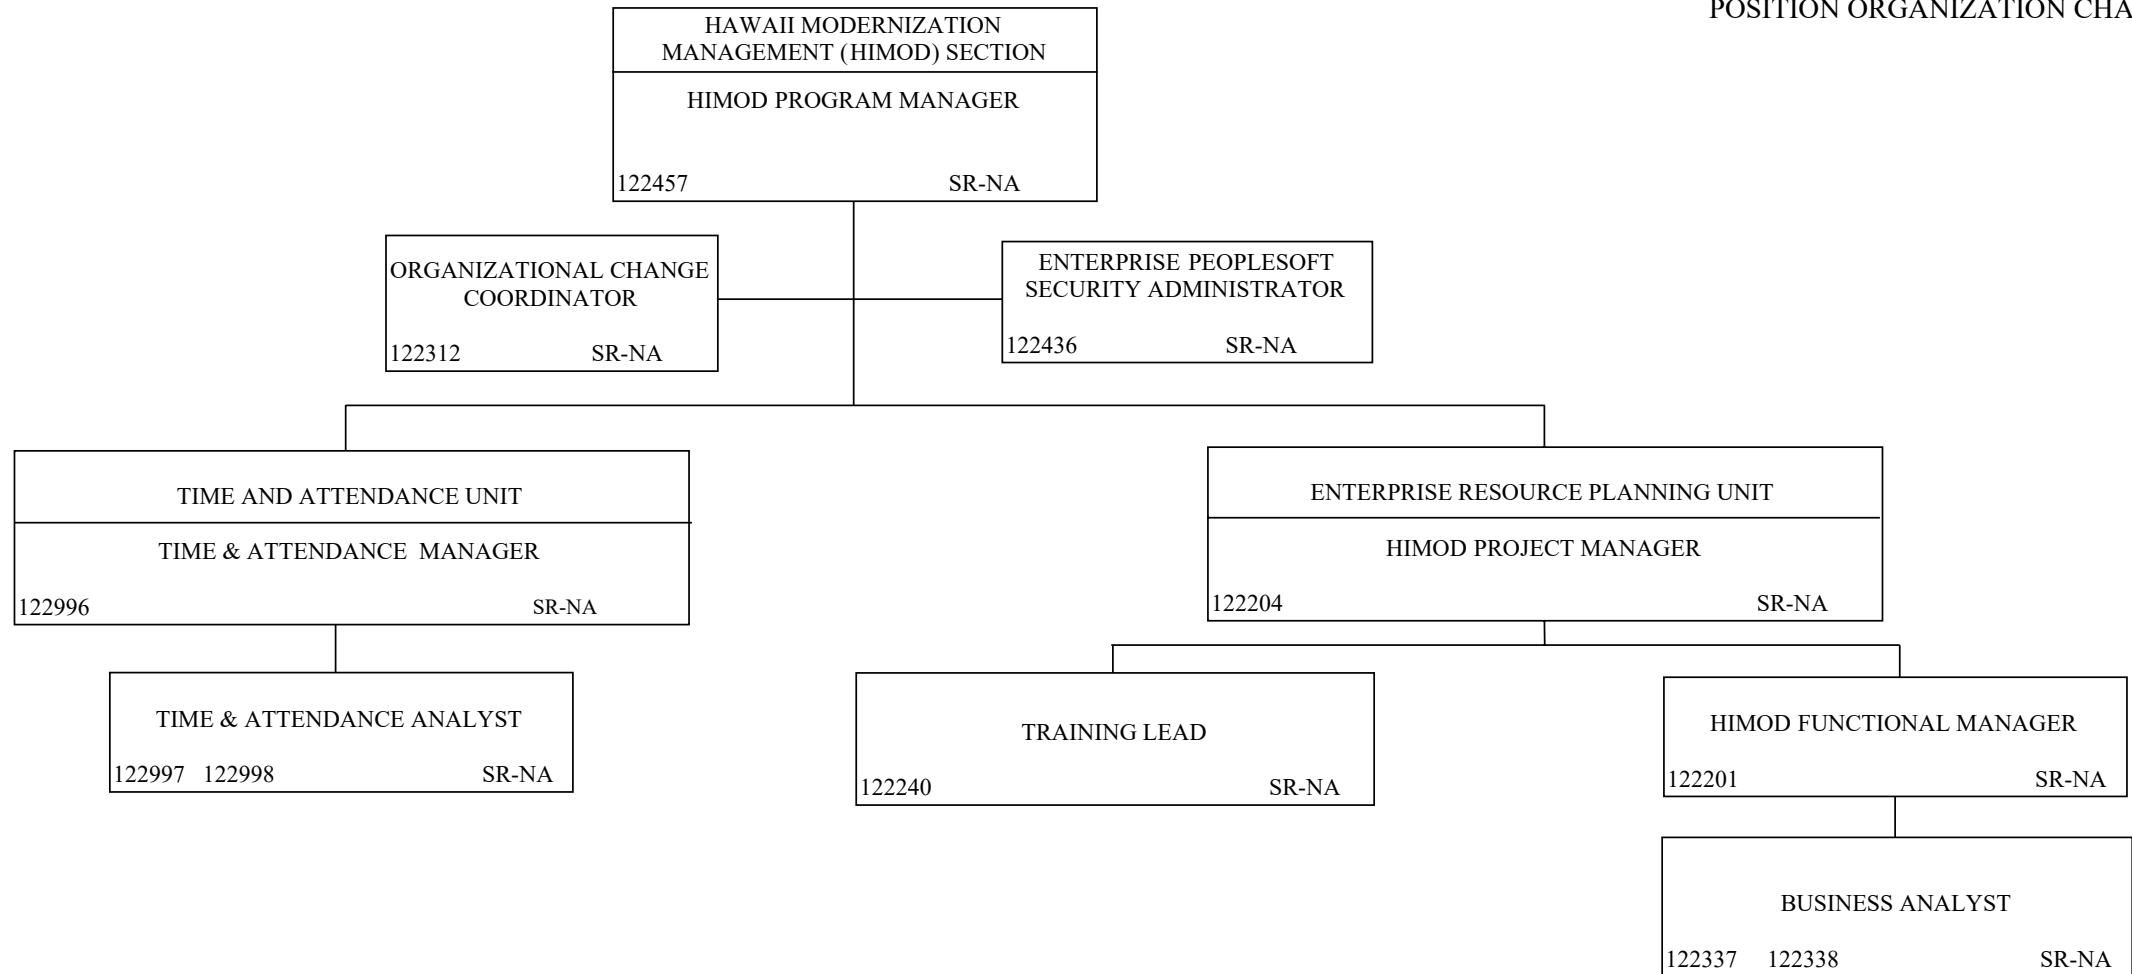 POSITION ORGANIZATION CHA
HAWAII MODERNIZATION
MANAGEMENT (HIMOD) SECTION
HIMOD PROGRAM MANAGER
122457 SR-NA
ORGANIZATIONAL CHANGE
COORDINATOR
122312 SR-NA
ENTERPRISE PEOPLESOFT
SECURITY ADMINISTRATOR
122436 SR-NA
TIME AND ATTENDANCE UNIT
TIME & ATTENDANCE MANAGER
122996 SR-NA
ENTERPRISE RESOURCE PLANNING UNIT
HIMOD PROJECT MANAGER
122204 SR-NA
TIME & ATTENDANCE ANALYST
122997 122998 SR-NA
TRAINING LEAD
122240 SR-NA
HIMOD FUNCTIONAL MANAGER
122201 SR-NA
BUSINESS ANALYST
122337 122338 SR-NA